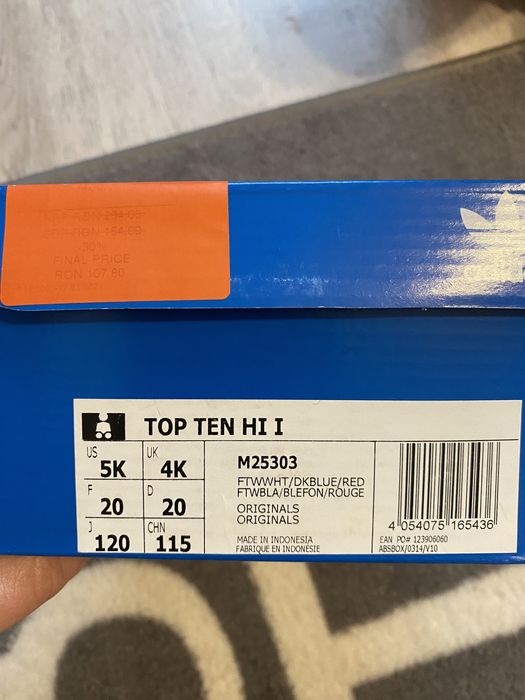 -30%
FINAL PRICE
RON 107.80
TOP TEN HI I
US 5K UK 4K
F 20 D 20
J 120 CHN 115
M25303
FTWWHT/DKBLUE/RED
FTWBLA/BLEFON/ROUGE
ORIGINALS
ORIGINALS
MADE IN INDONESIA
FABRIQUE EN INDONESIE
4 054075 165436
EAN PO# 123906060
ABSBOX/0314/V10